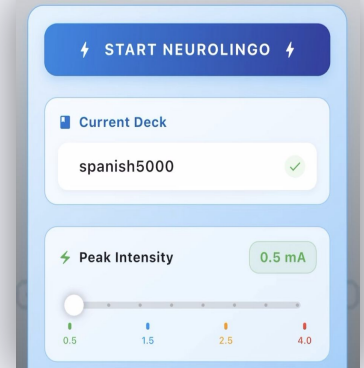 START NEUROLINGO
Current Deck
spanish5000
Peak Intensity
0.5 mA
0.5 1.5 2.5 4.0